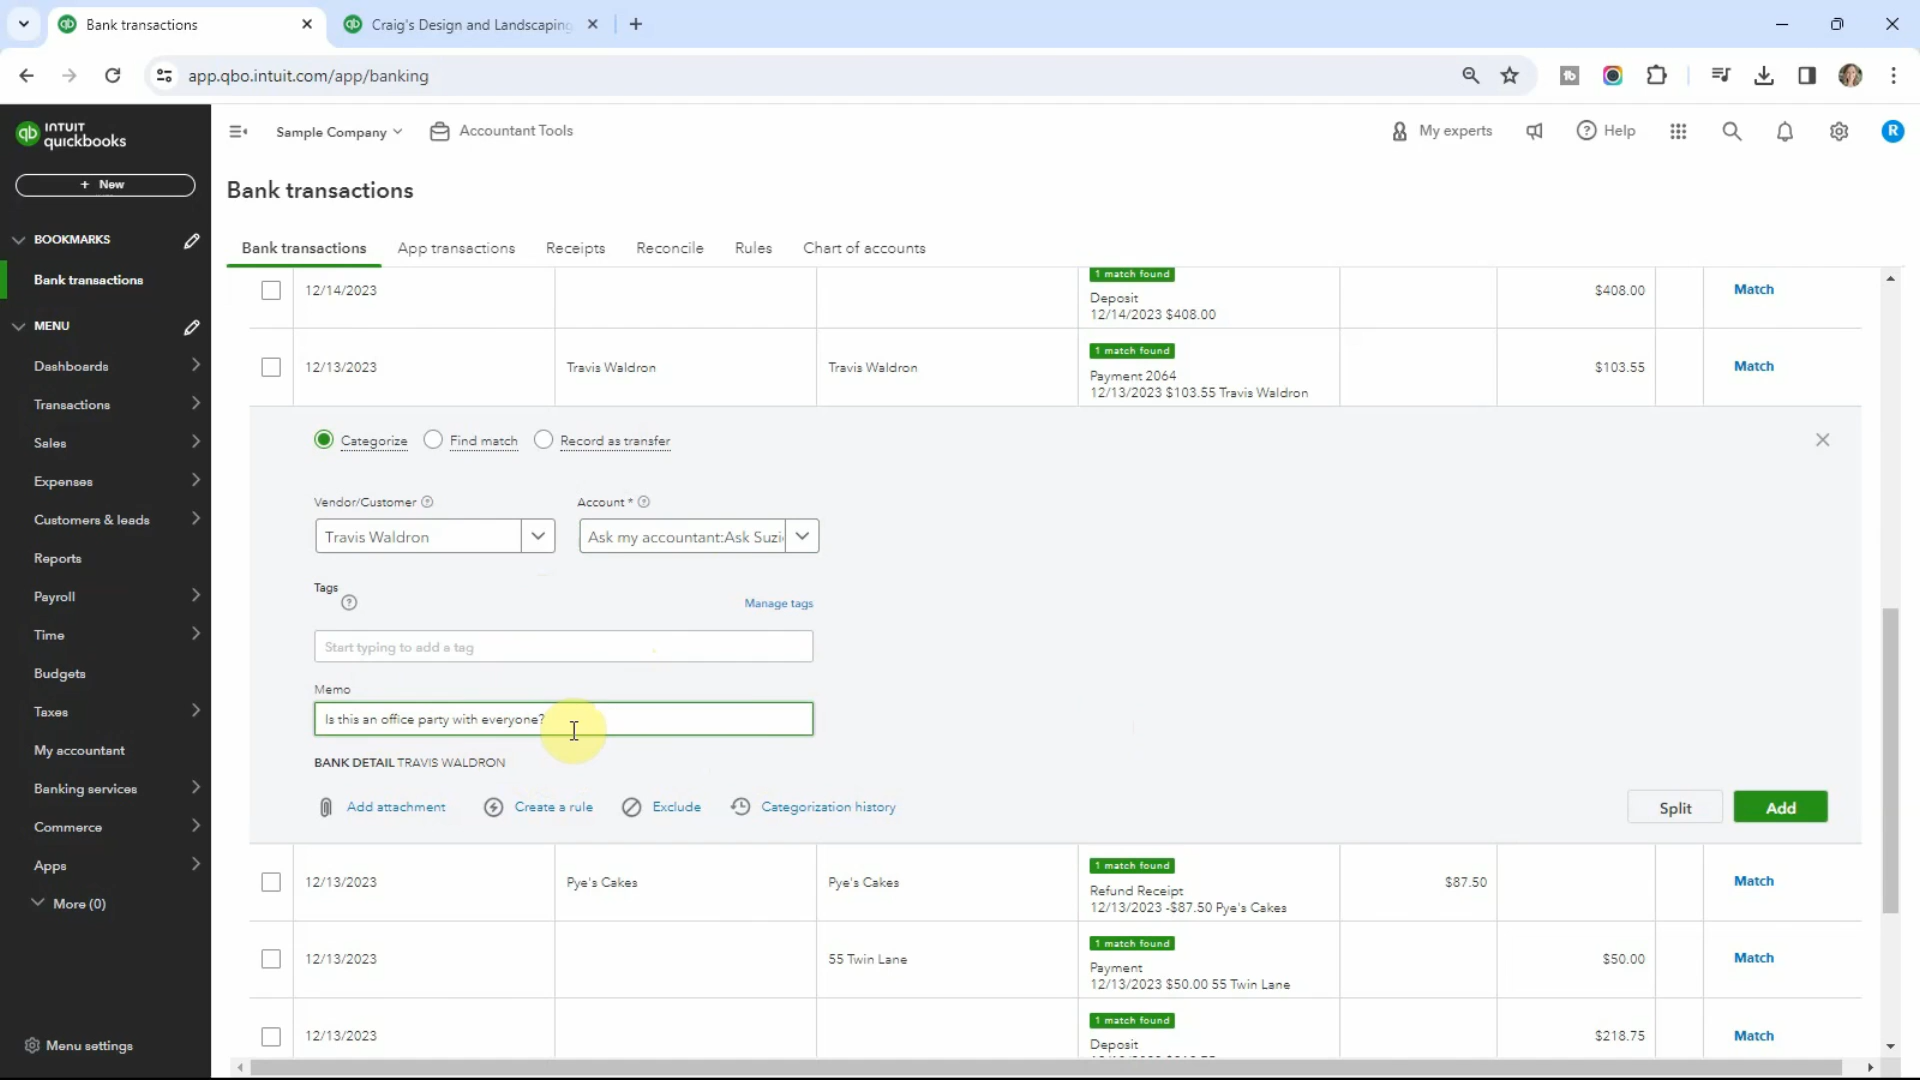 Bank transactions
Craig's Design and Landscaping
app.qbo.intuit.com/app/banking
INTUIT
quickbooks
Sample Company
Accountant Tools
My experts
Help
R
+ New
Bank transactions
BOOKMARKS
Bank transactions
MENU
Dashboards
Transactions
Sales
Expenses
Customers & leads
Reports
Payroll
Time
Budgets
Taxes
My accountant
Banking services
Commerce
Apps
More (0)
Menu settings
Bank transactions App transactions Receipts Reconcile Rules Chart of accounts
1 match found
12/14/2023 $408.00 Match
Deposit
12/14/2023 $408.00
1 match found
12/13/2023 Travis Waldron Travis Waldron $103.55 Match
Payment 2064
12/13/2023 $103.55 Travis Waldron
Categorize Find match Record as transfer
Vendor/Customer Account *
Travis Waldron Ask my accountant:Ask Suzi
Tags
Manage tags
Start typing to add a tag
Memo
Is this an office party with everyone?
BANK DETAIL TRAVIS WALDRON
Add attachment Create a rule Exclude Categorization history Split Add
1 match found
12/13/2023 Pye's Cakes Pye's Cakes $87.50 Match
Refund Receipt
12/13/2023 -$87.50 Pye's Cakes
1 match found
12/13/2023 55 Twin Lane $50.00 Match
Payment
12/13/2023 $50.00 55 Twin Lane
1 match found
12/13/2023 $218.75 Match
Deposit